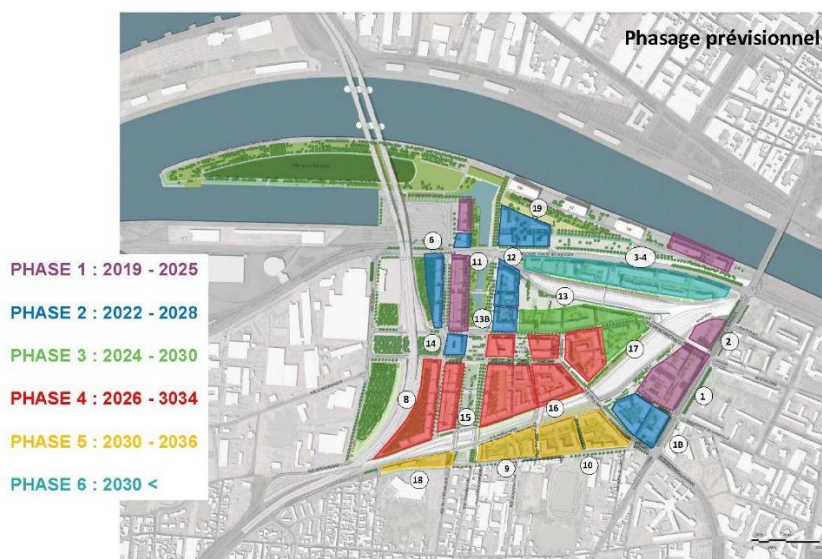 Phasage prévisionnel
PHASE 1 : 2019 - 2025
PHASE 2 : 2022 - 2028
PHASE 3 : 2024 - 2030
PHASE 4 : 2026 - 3034
PHASE 5 : 2030 - 2036
PHASE 6 : 2030 <
19
6
11
12
3-4
13
13B
14
17
2
8
1
15
16
1B
9
10
18